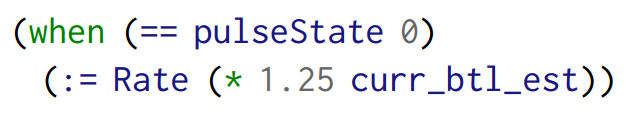 (when (== pulseState 0)
(:= Rate (* 1.25 curr_btl_est))